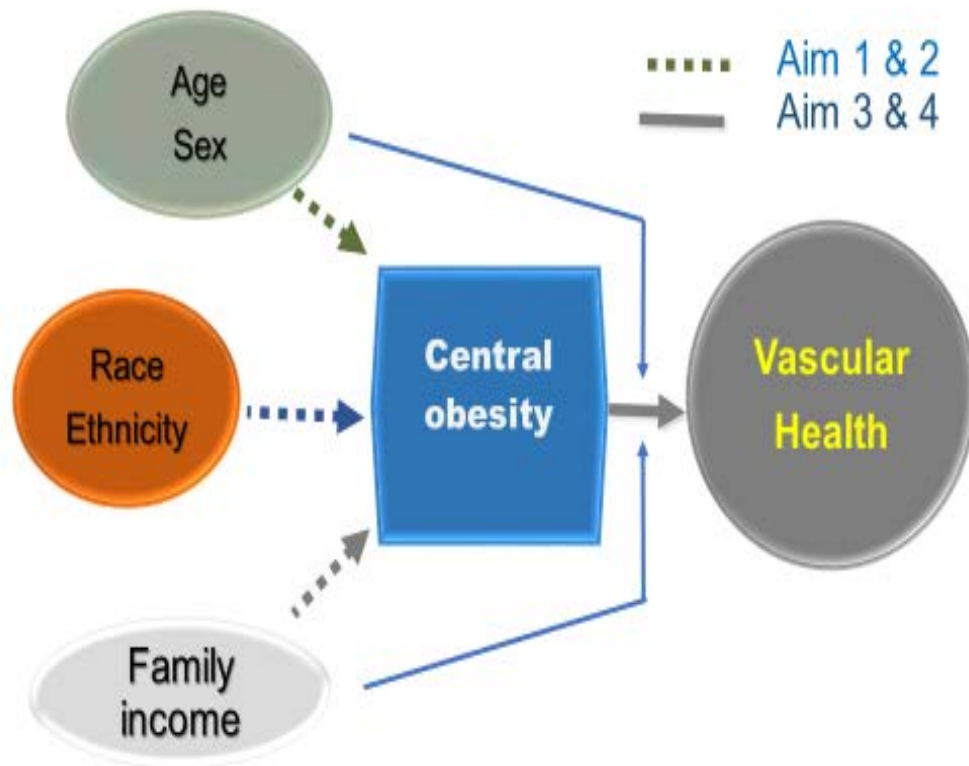 Age
Sex
Aim 1 & 2
Aim 3 & 4
Race
Ethnicity
Central
obesity
Vascular
Health
Family
income